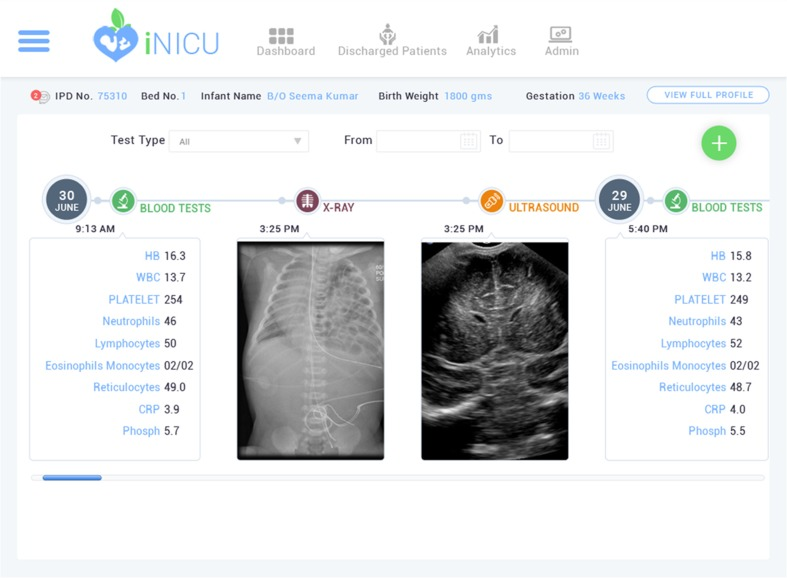 iNICU
Dashboard
Discharged Patients
Analytics
Admin
2
IPD No. 75310 Bed No. 1 Infant Name B/O Seema Kumar Birth Weight 1800 gms Gestation 36 Weeks VIEW FULL PROFILE
Test Type All From To
30
JUNE
BLOOD TESTS
X-RAY
ULTRASOUND
29
JUNE
BLOOD TESTS
9:13 AM
3:25 PM
3:25 PM
5:40 PM
HB 16.3
WBC 13.7
PLATELET 254
Neutrophils 46
Lymphocytes 50
Eosinophils Monocytes 02/02
Reticulocytes 49.0
CRP 3.9
Phosph 5.7
HB 15.8
WBC 13.2
PLATELET 249
Neutrophils 43
Lymphocytes 52
Eosinophils Monocytes 02/02
Reticulocytes 48.7
CRP 4.0
Phosph 5.5